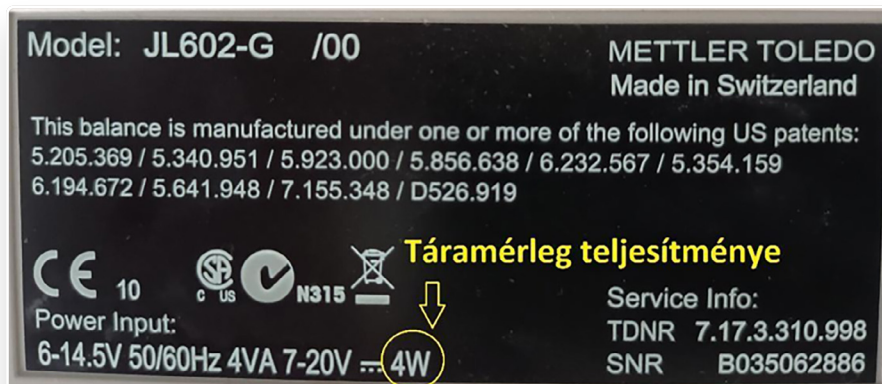 Model: JL602-G /00
METTLER TOLEDO
Made in Switzerland
This balance is manufactured under one or more of the following US patents:
5.205.369 / 5.340.951 / 5.923.000 / 5.856.638 / 6.232.567 / 5.354.159
6.194.672 / 5.641.948 / 7.155.348 / D526.919
Táramérleg teljesítménye
CE 10
SA
C US
N315
Power Input:
6-14.5V 50/60Hz 4VA 7-20V ⎓ 4W
Service Info:
TDNR 7.17.3.310.998
SNR B035062886